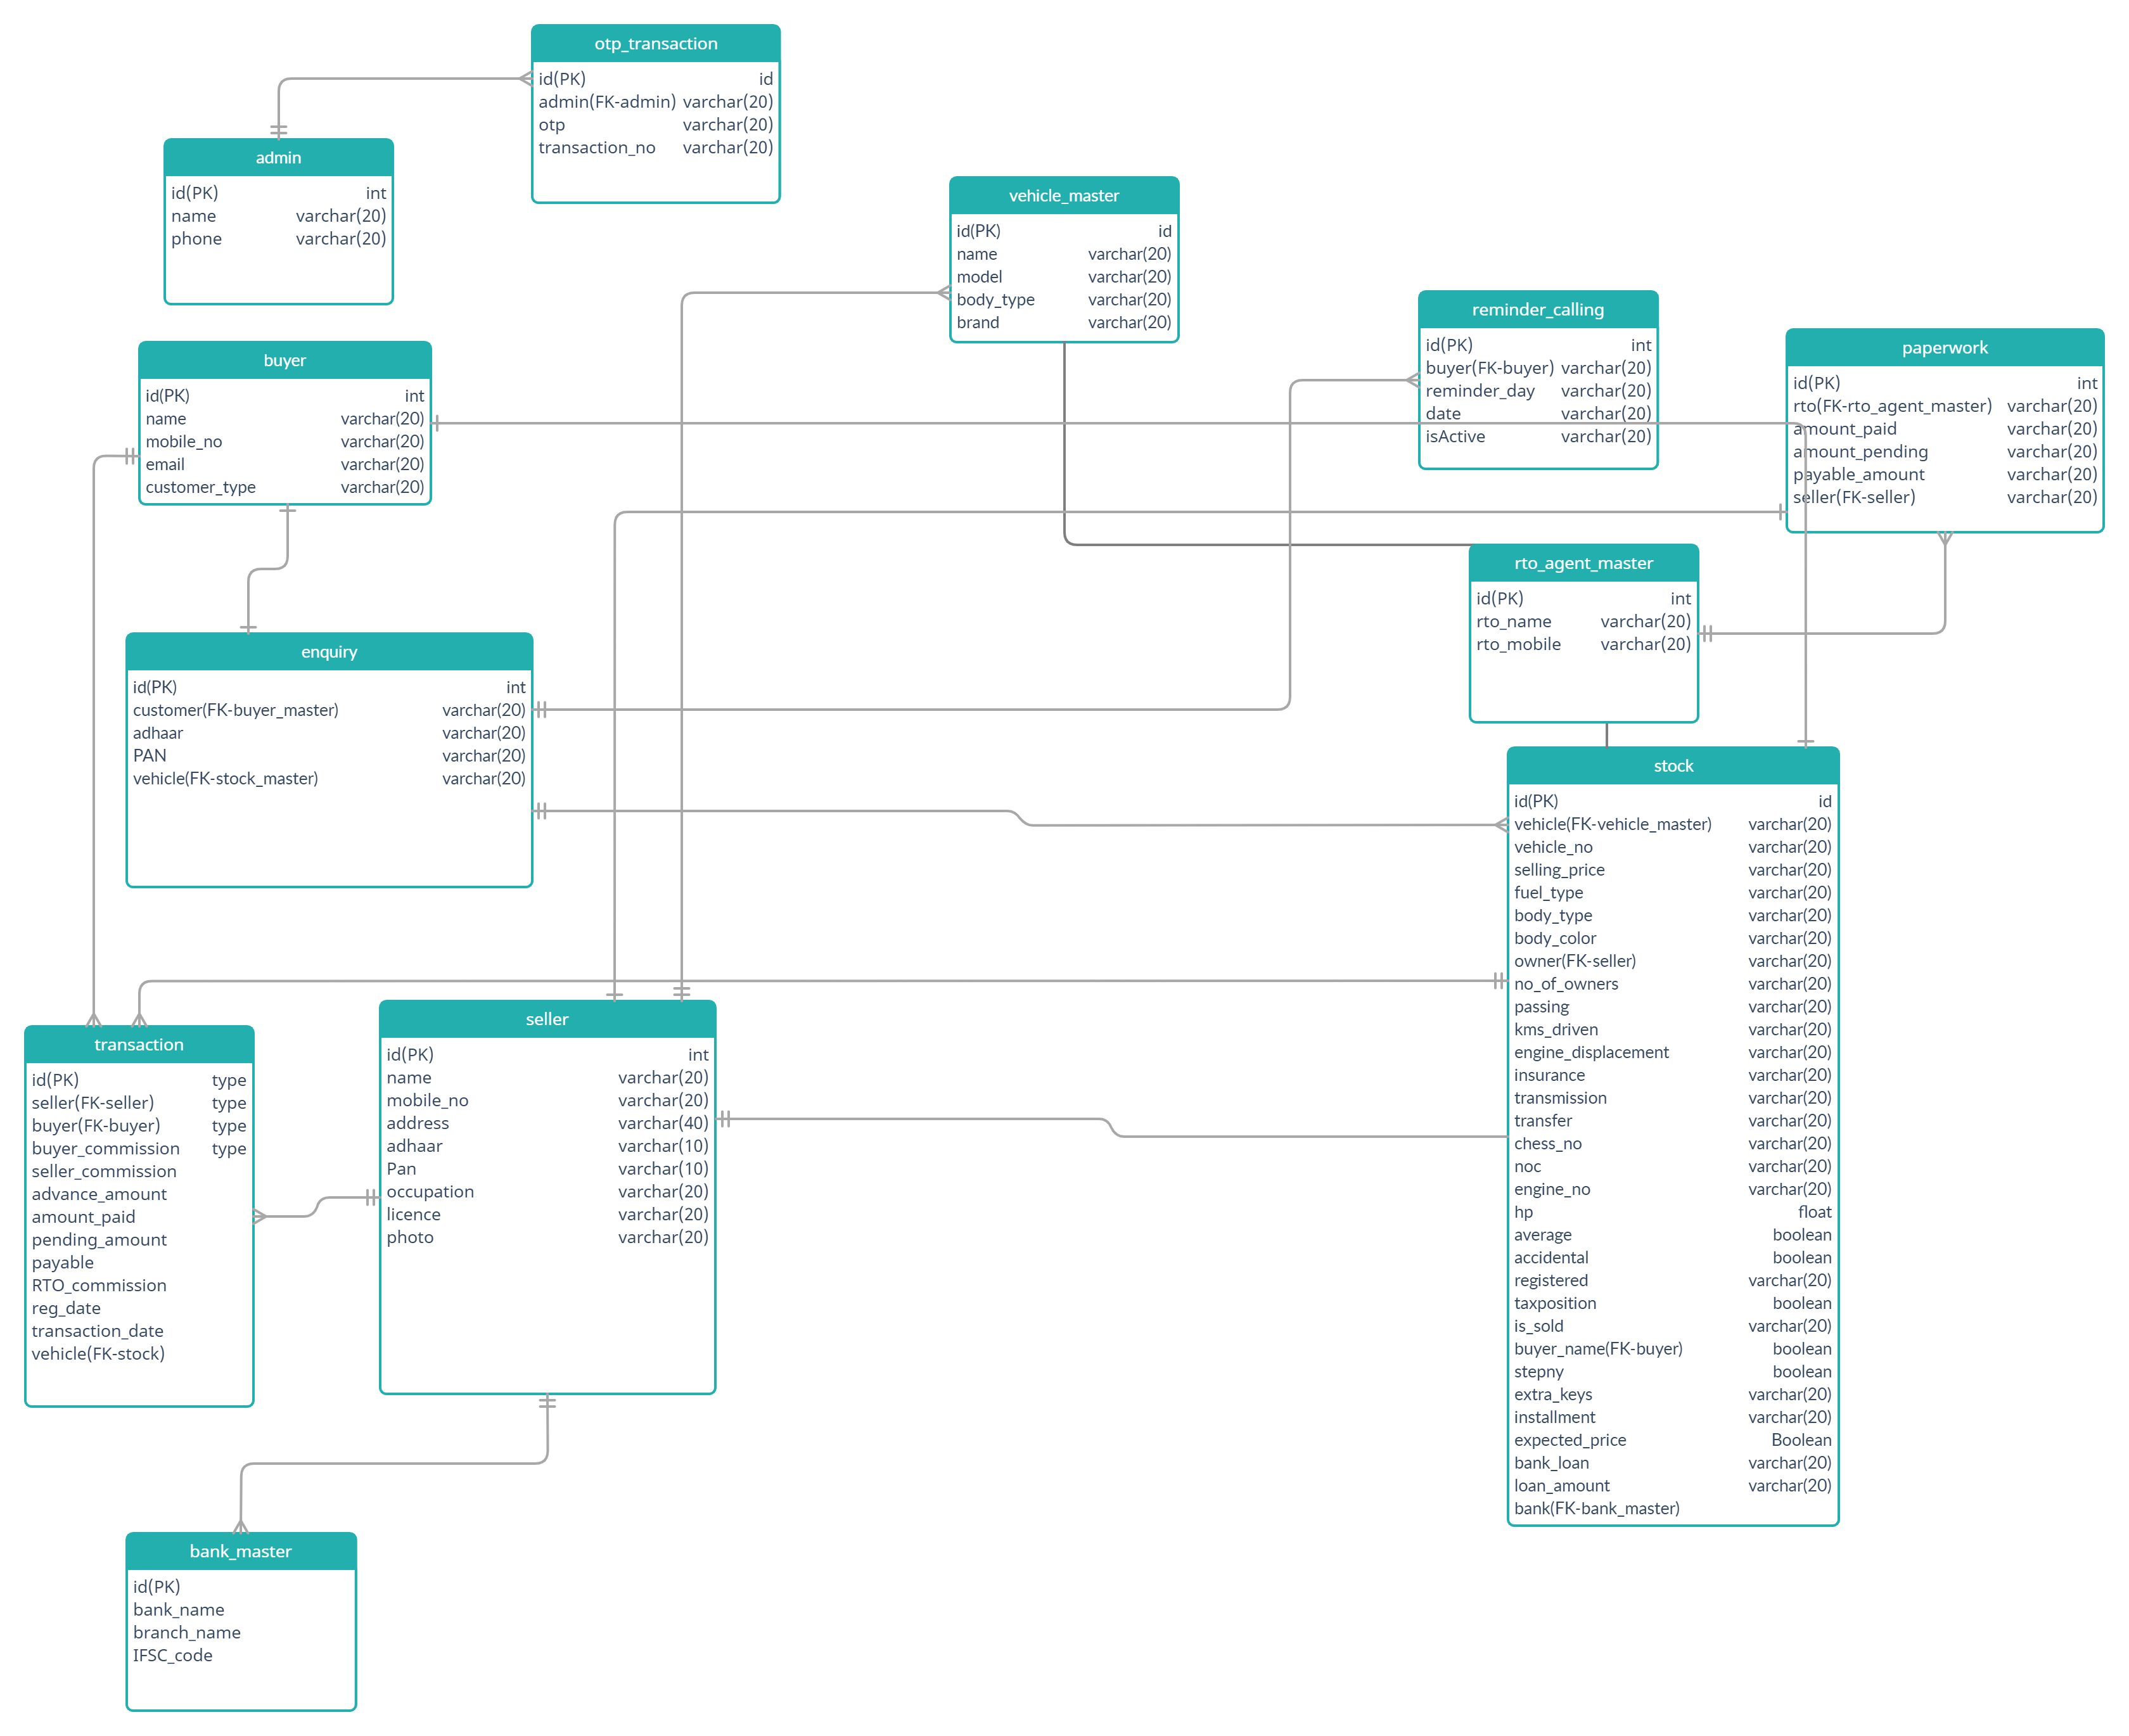 otp_transaction
id(PK) id
admin(FK-admin) varchar(20)
otp varchar(20)
transaction_no varchar(20)
admin
id(PK) int
name varchar(20)
phone varchar(20)
vehicle_master
id(PK) id
name varchar(20)
model varchar(20)
body_type varchar(20)
brand varchar(20)
reminder_calling
id(PK) int
buyer(FK-buyer) varchar(20)
reminder_day varchar(20)
date varchar(20)
isActive varchar(20)
paperwork
id(PK) int
rto(FK-rto_agent_master) varchar(20)
amount_paid varchar(20)
amount_pending varchar(20)
payable_amount varchar(20)
seller(FK-seller) varchar(20)
buyer
id(PK) int
name varchar(20)
mobile_no varchar(20)
email varchar(20)
customer_type varchar(20)
rto_agent_master
id(PK) int
rto_name varchar(20)
rto_mobile varchar(20)
enquiry
id(PK) int
customer(FK-buyer_master) varchar(20)
adhaar varchar(20)
PAN varchar(20)
vehicle(FK-stock_master) varchar(20)
stock
id(PK) id
vehicle(FK-vehicle_master) varchar(20)
vehicle_no varchar(20)
selling_price varchar(20)
fuel_type varchar(20)
body_type varchar(20)
body_color varchar(20)
owner(FK-seller) varchar(20)
no_of_owners varchar(20)
passing varchar(20)
kms_driven varchar(20)
engine_displacement varchar(20)
insurance varchar(20)
transmission varchar(20)
transfer varchar(20)
chess_no varchar(20)
noc varchar(20)
engine_no varchar(20)
hp float
average boolean
accidental boolean
registered varchar(20)
taxposition boolean
is_sold varchar(20)
buyer_name(FK-buyer) boolean
stepny boolean
extra_keys varchar(20)
installment varchar(20)
expected_price Boolean
bank_loan varchar(20)
loan_amount varchar(20)
bank(FK-bank_master)
transaction
id(PK) type
seller(FK-seller) type
buyer(FK-buyer) type
buyer_commission type
seller_commission
advance_amount
amount_paid
pending_amount
payable
RTO_commission
reg_date
transaction_date
vehicle(FK-stock)
seller
id(PK) int
name varchar(20)
mobile_no varchar(20)
address varchar(40)
adhaar varchar(10)
Pan varchar(10)
occupation varchar(20)
licence varchar(20)
photo varchar(20)
bank_master
id(PK)
bank_name
branch_name
IFSC_code